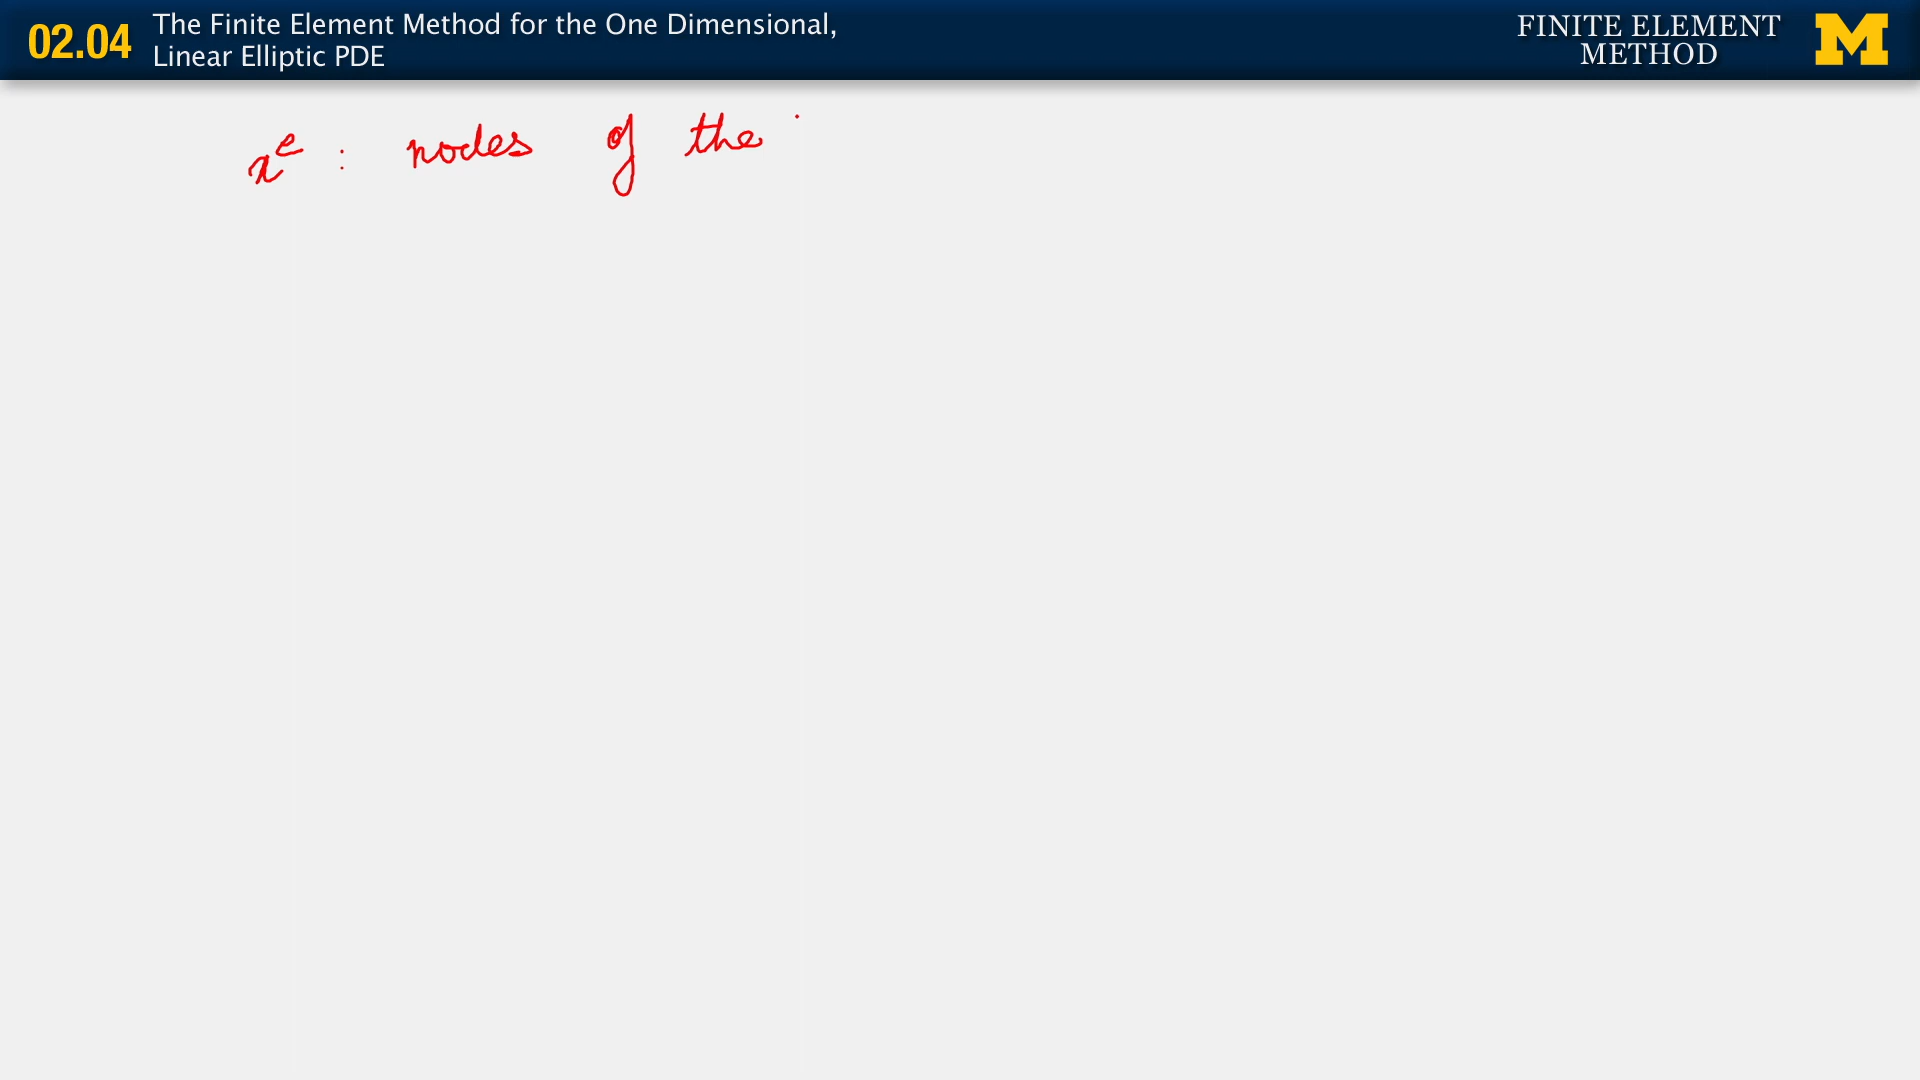 02.04
The Finite Element Method for the One Dimensional,
Linear Elliptic PDE
FINITE ELEMENT
METHOD
M
x^e : nodes of the